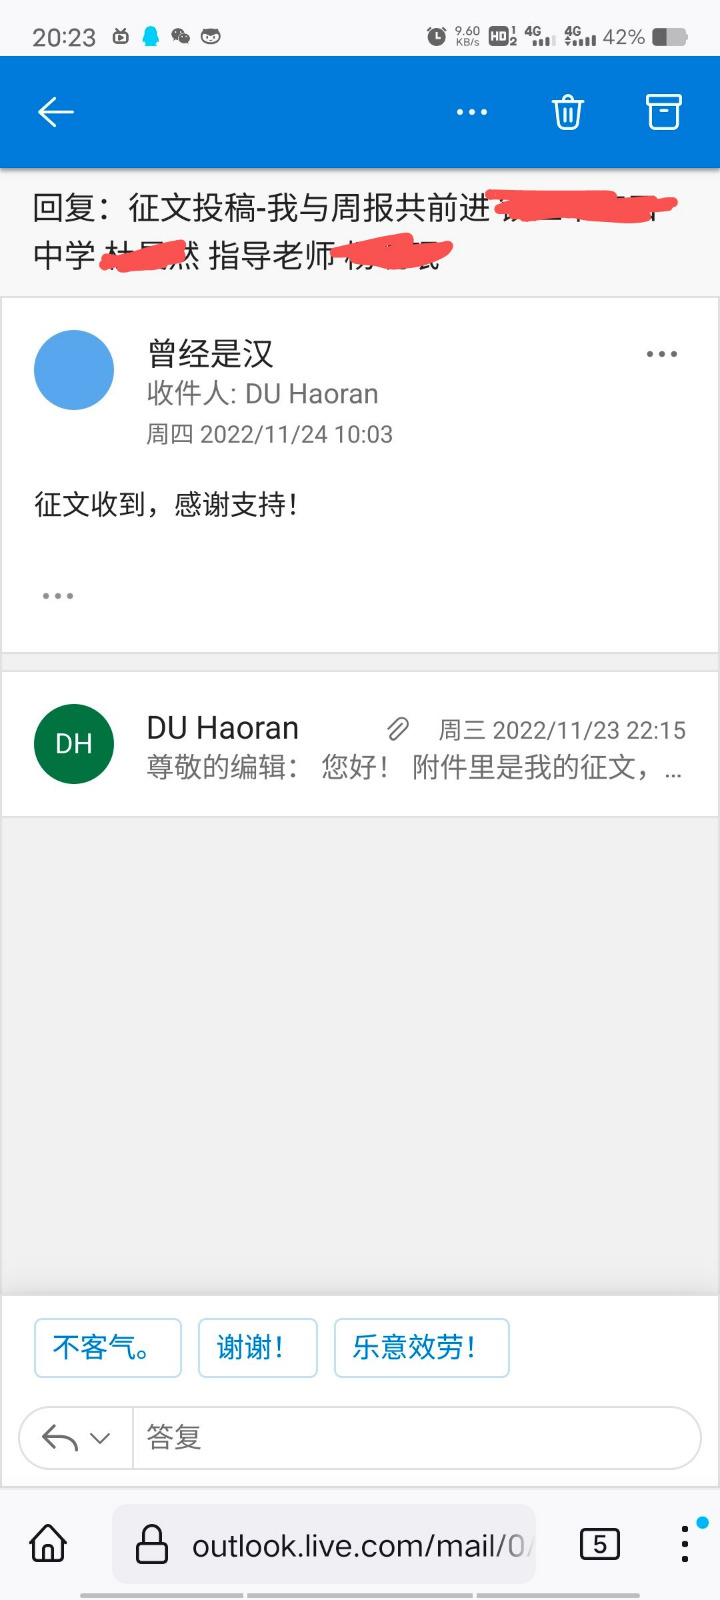 20:23
9.60 KB/s HD 1 2 4G 4G 42%
回复：征文投稿-我与周报共前进
中学 然 指导老师
曾经是汉
收件人: DU Haoran
周四 2022/11/24 10:03
征文收到，感谢支持！
DH
DU Haoran 周三 2022/11/23 22:15
尊敬的编辑： 您好！ 附件里是我的征文，...
不客气。 谢谢！ 乐意效劳！
答复
outlook.live.com/mail/0/ 5